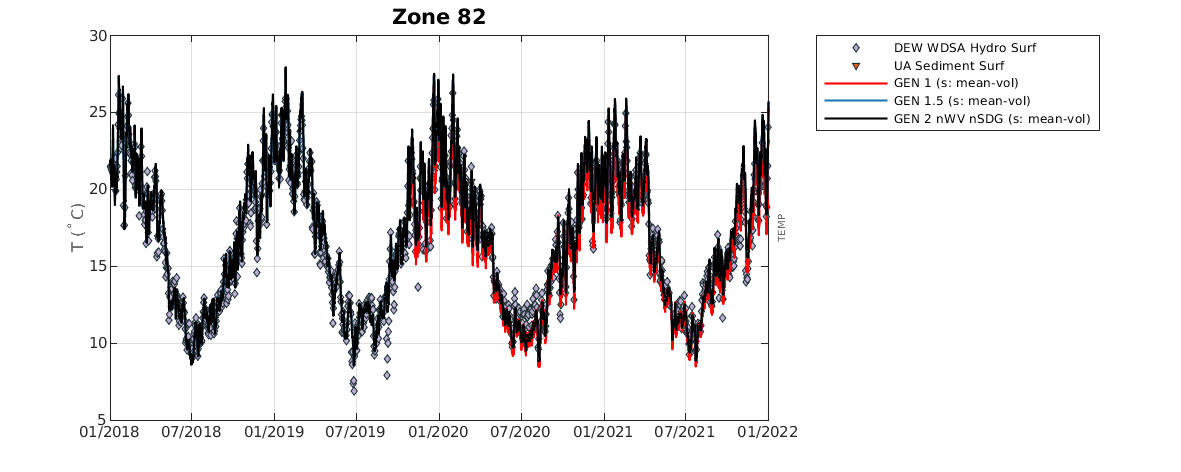 Zone 82
30
25
20
15
10
5
T ( ° C)
01/2018 07/2018 01/2019 07/2019 01/2020 07/2020 01/2021 07/2021 01/2022
TEMP
DEW WDSA Hydro Surf
UA Sediment Surf
GEN 1 (s: mean-vol)
GEN 1.5 (s: mean-vol)
GEN 2 nWV nSDG (s: mean-vol)